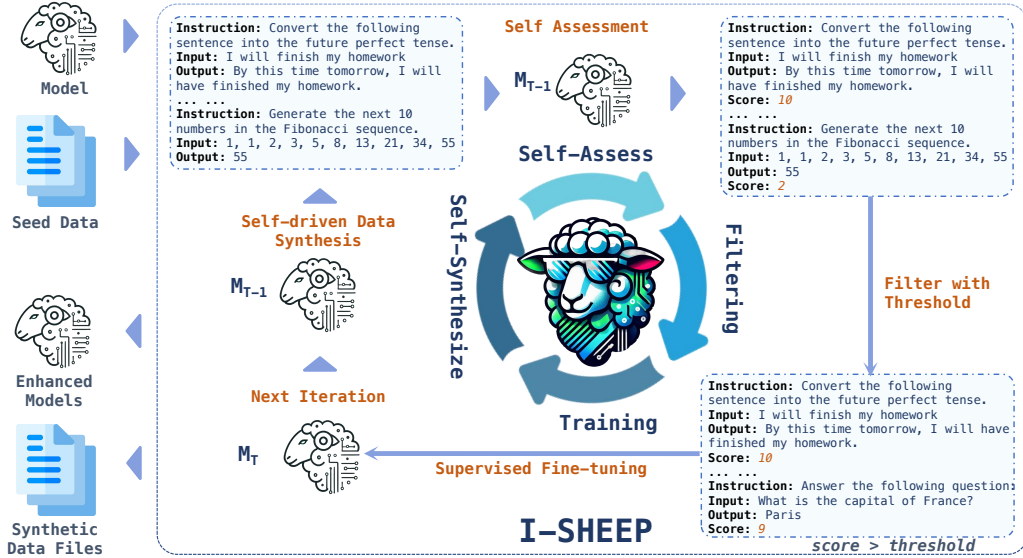 Model
Seed Data
Enhanced
Models
Synthetic
Data Files
Instruction: Convert the following
sentence into the future perfect tense.
Input: I will finish my homework
Output: By this time tomorrow, I will
have finished my homework.
... ...
Instruction: Generate the next 10
numbers in the Fibonacci sequence.
Input: 1, 1, 2, 3, 5, 8, 13, 21, 34, 55
Output: 55
Self Assessment
MT-1
Self-Assess
Instruction: Convert the following
sentence into the future perfect tense.
Input: I will finish my homework
Output: By this time tomorrow, I will
have finished my homework.
Score: 10
... ...
Instruction: Generate the next 10
numbers in the Fibonacci sequence.
Input: 1, 1, 2, 3, 5, 8, 13, 21, 34, 55
Output: 55
Score: 2
Self-driven Data
Synthesis
MT-1
Self-Synthesize
Filtering
Training
Filter with
Threshold
Next Iteration
MT
Supervised Fine-tuning
Instruction: Convert the following
sentence into the future perfect tense.
Input: I will finish my homework
Output: By this time tomorrow, I will have
finished my homework.
Score: 10
... ...
Instruction: Answer the following question:
Input: What is the capital of France?
Output: Paris
Score: 9
I-SHEEP
score > threshold